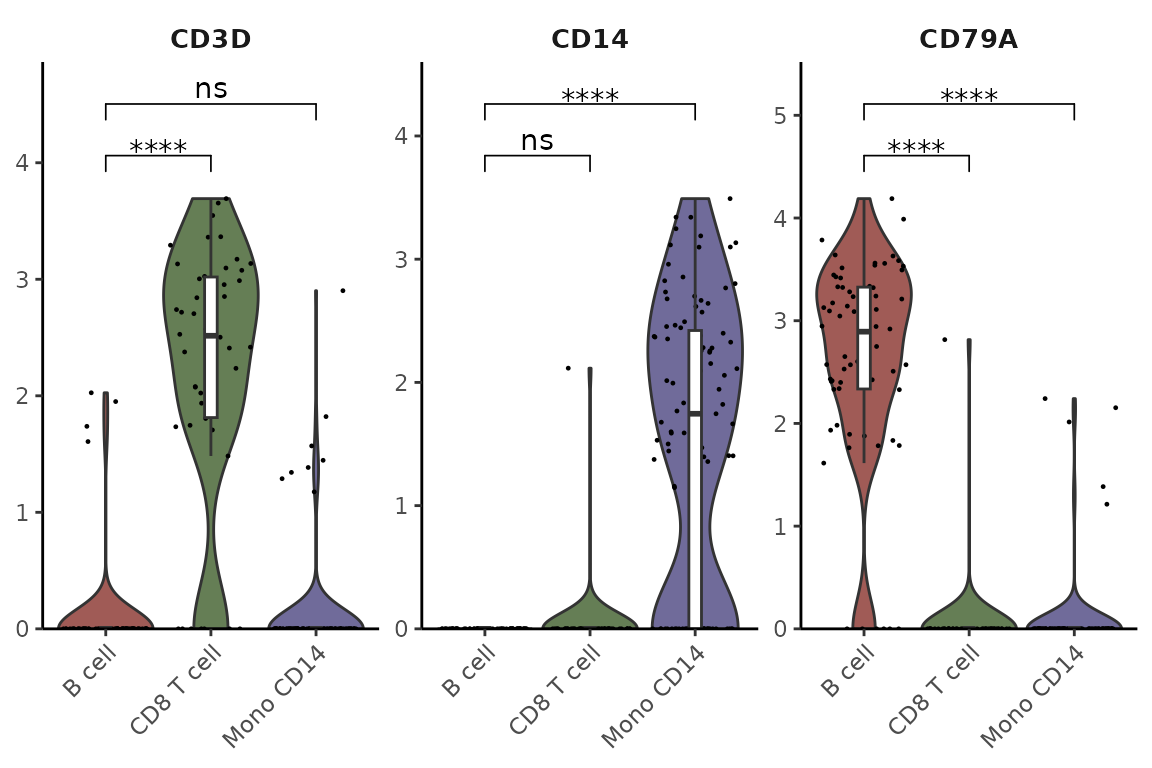 CD3D CD14 CD79A
ns **** ****
**** ns ****
5
4 4 4
3 3 3
2 2 2
1 1 1
0 0 0
B cell CD8 T cell Mono CD14 B cell CD8 T cell Mono CD14 B cell CD8 T cell Mono CD14